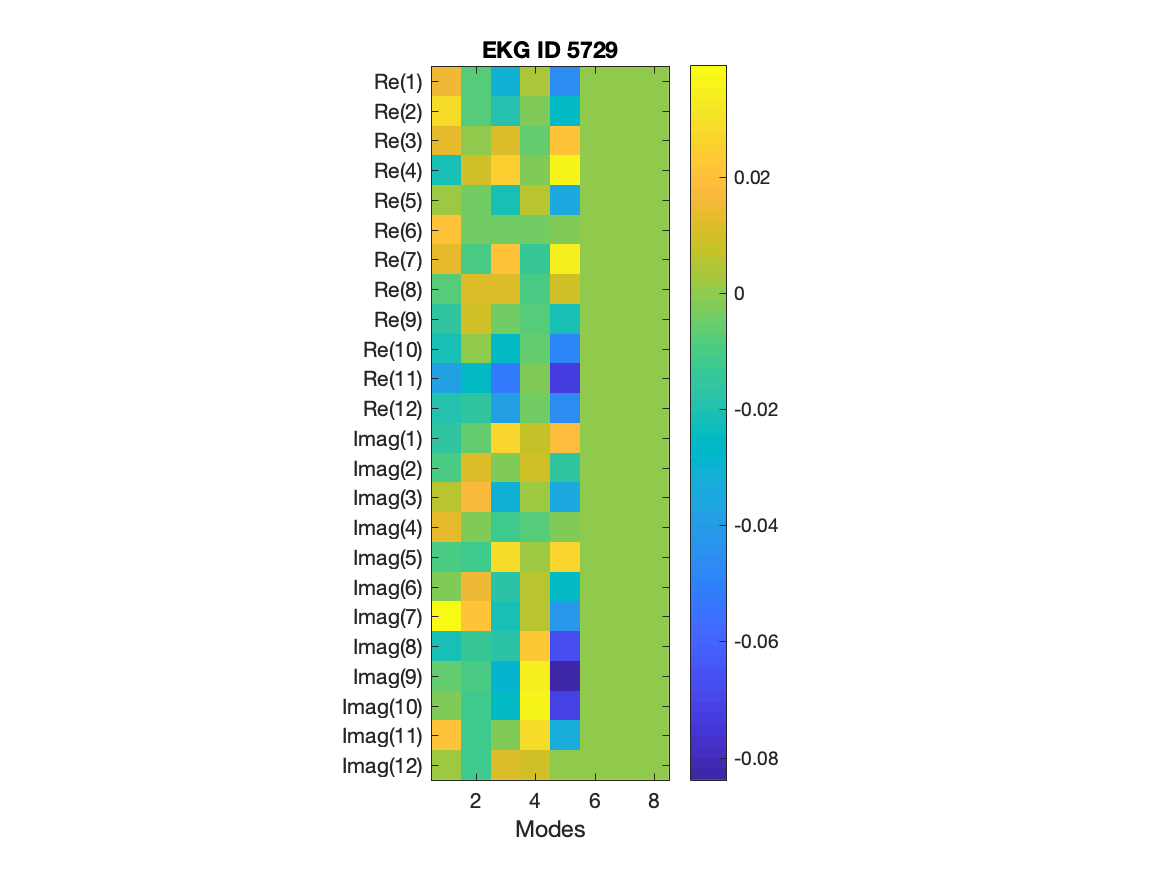 EKG ID 5729
Re(1)
Re(2)
Re(3)
Re(4)
Re(5)
Re(6)
Re(7)
Re(8)
Re(9)
Re(10)
Re(11)
Re(12)
Imag(1)
Imag(2)
Imag(3)
Imag(4)
Imag(5)
Imag(6)
Imag(7)
Imag(8)
Imag(9)
Imag(10)
Imag(11)
Imag(12)
2 4 6 8
Modes
0.02
0
-0.02
-0.04
-0.06
-0.08